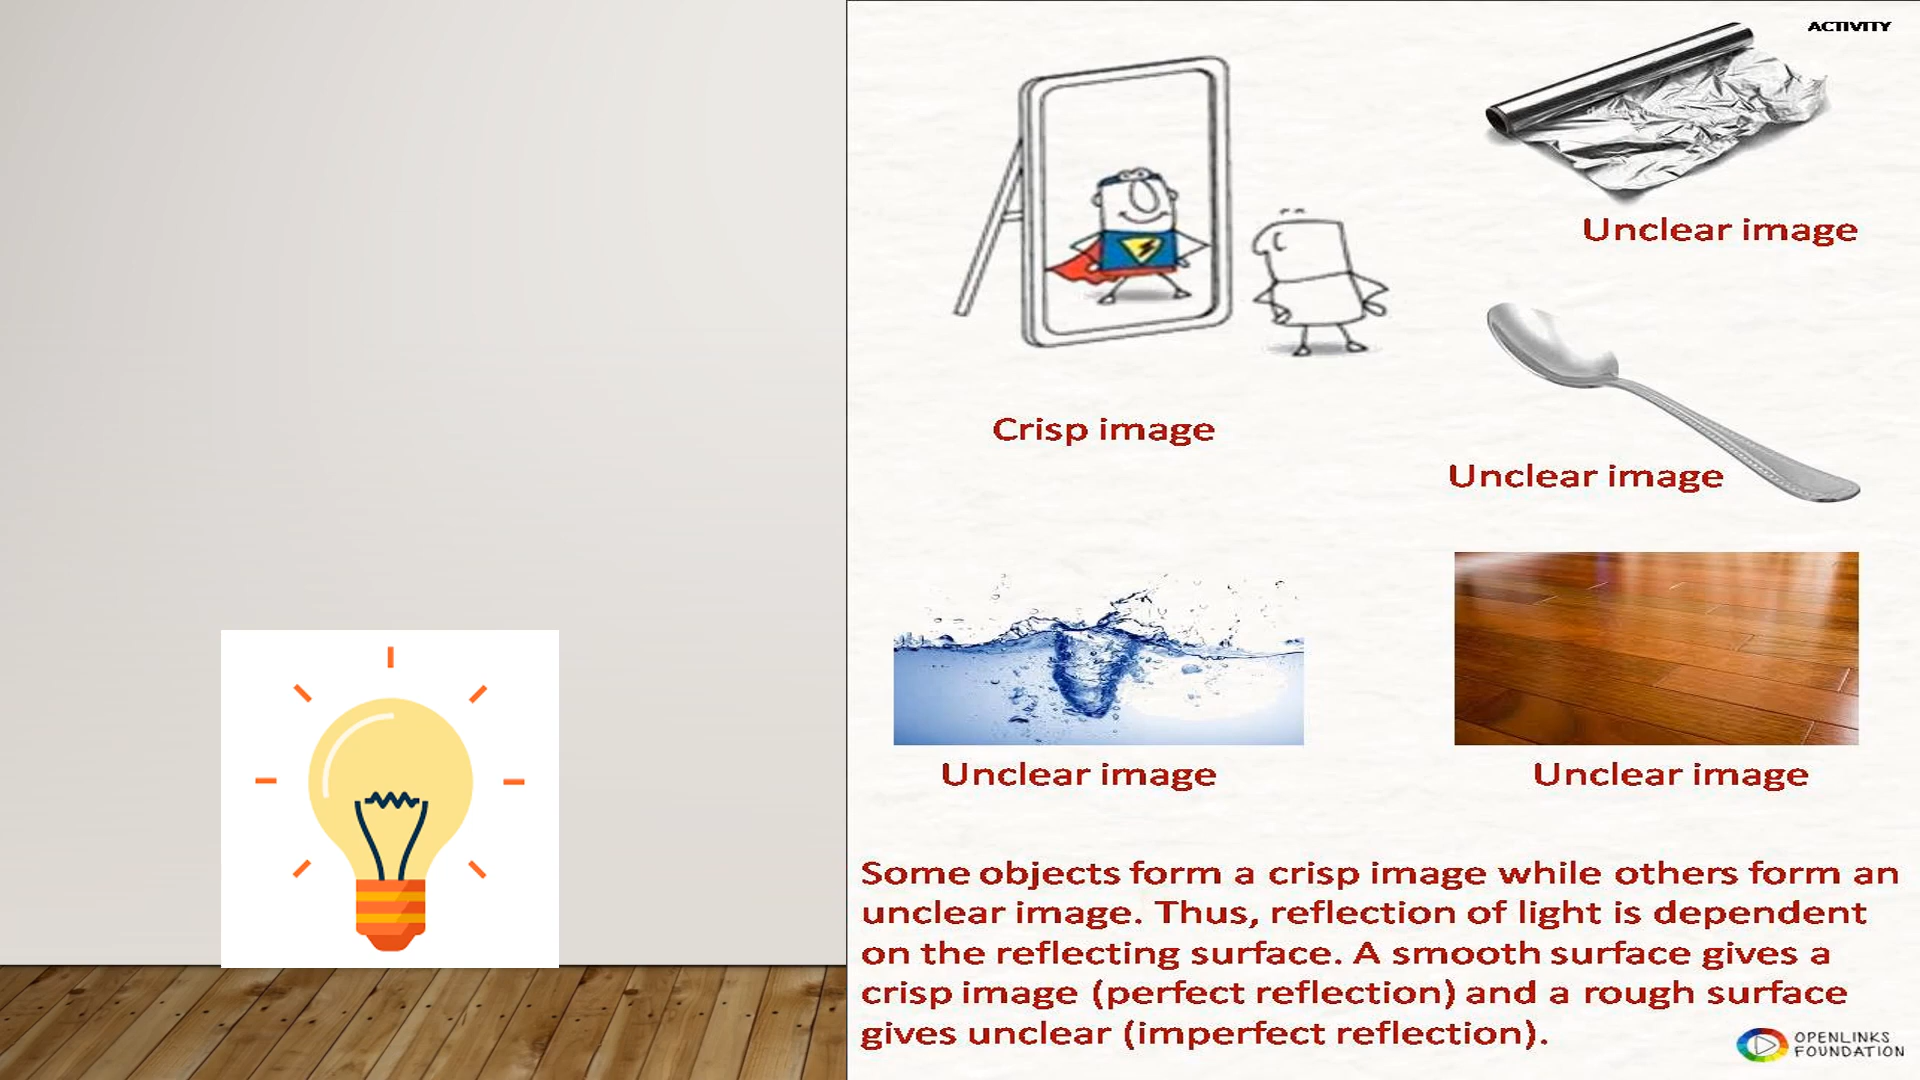 ACTIVITY
Unclear image
Crisp image
Unclear image
Unclear image
Unclear image
Some objects form a crisp image while others form an
unclear image. Thus, reflection of light is dependent
on the reflecting surface. A smooth surface gives a
crisp image (perfect reflection) and a rough surface
gives unclear (imperfect reflection).
OPENLINKS
FOUNDATION